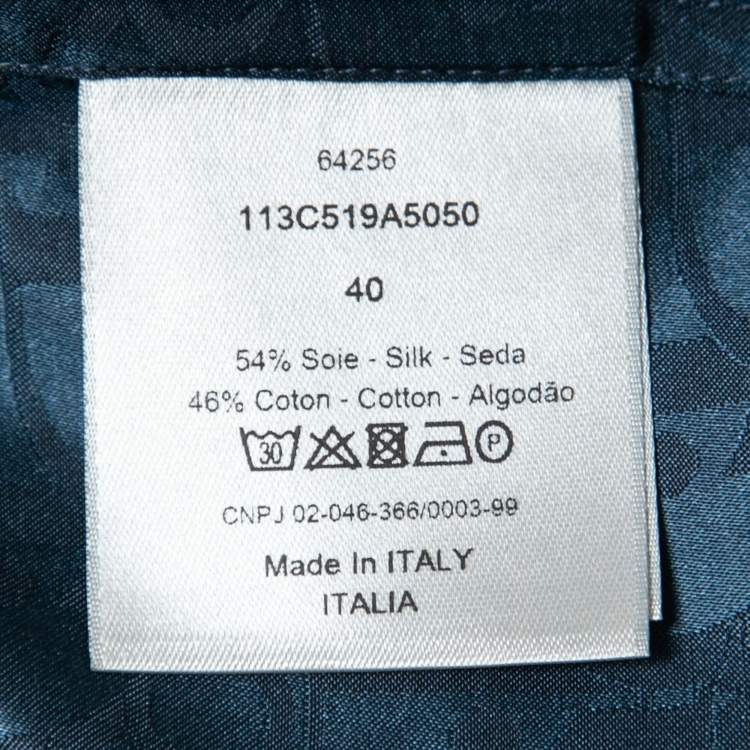 64256
113C519A5050
40
54% Soie - Silk - Seda
46% Coton - Cotton - Algodão
30 P
CNPJ 02-046-366/0003-99
Made In ITALY
ITALIA